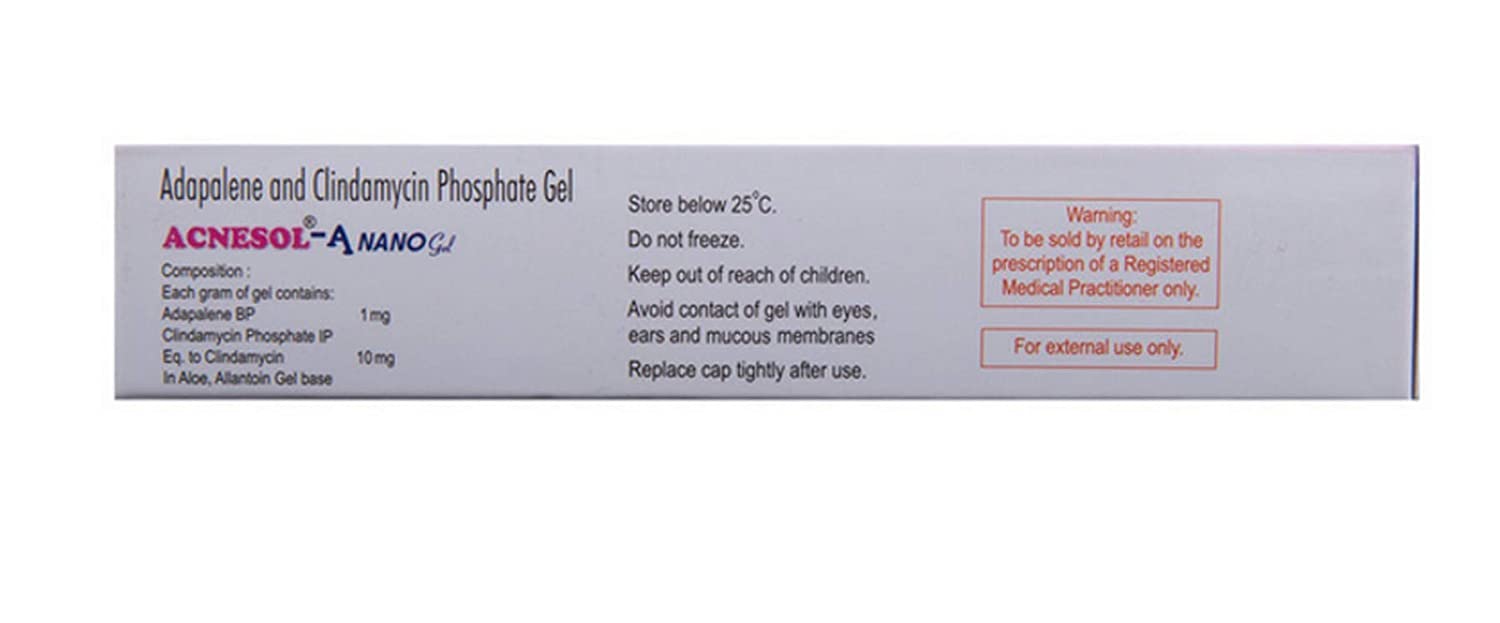 Adapalene and Clindamycin Phosphate Gel
ACNESOL®-A NANO Gel
Composition :
Each gram of gel contains:
Adapalene BP 1 mg
Clindamycin Phosphate IP
Eq. to Clindamycin 10 mg
In Aloe, Allantoin Gel base
Store below 25°C.
Do not freeze.
Keep out of reach of children.
Avoid contact of gel with eyes,
ears and mucous membranes
Replace cap tightly after use.
Warning:
To be sold by retail on the
prescription of a Registered
Medical Practitioner only.
For external use only.